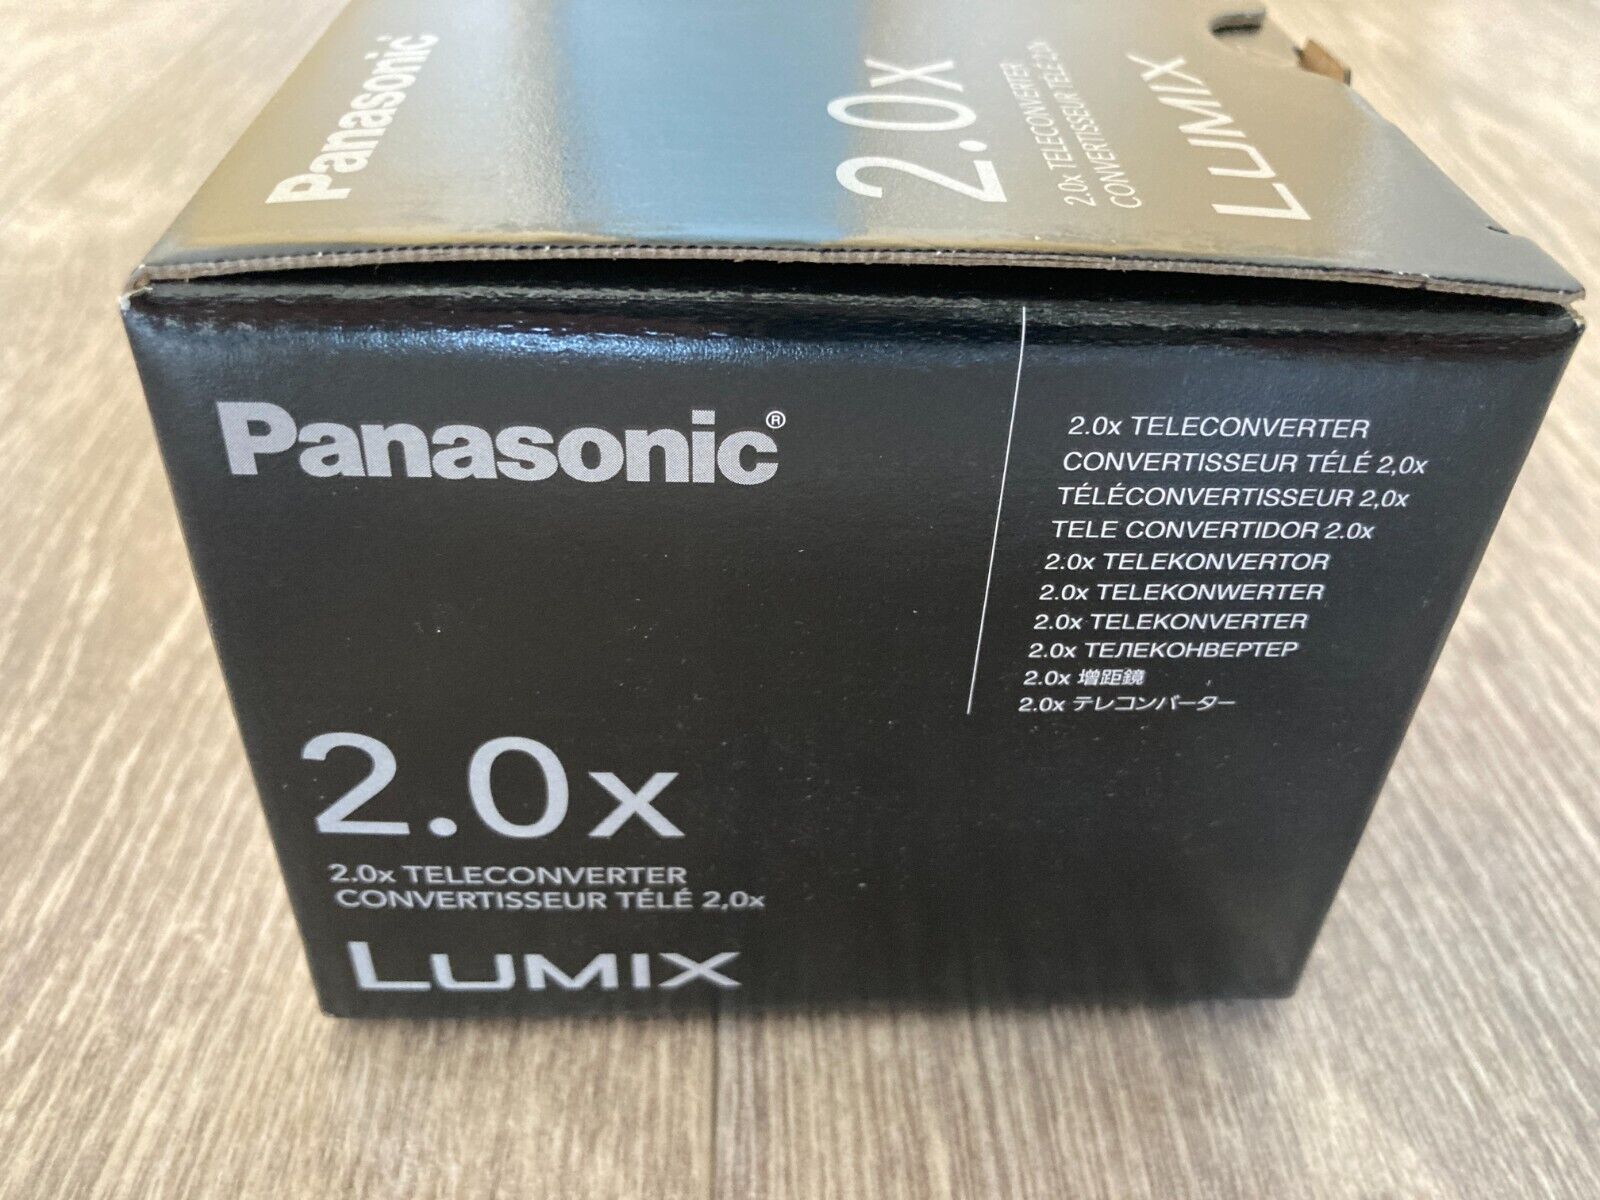 Panasonic
2.0x
2.0x TELECONVERTER
CONVERTISSEUR TÉLÉ 2,0x
LUMIX
Panasonic®
2.0x
2.0x TELECONVERTER
CONVERTISSEUR TÉLÉ 2,0x
LUMIX
2.0x TELECONVERTER
CONVERTISSEUR TÉLÉ 2,0x
TÉLÉCONVERTISSEUR 2,0x
TELE CONVERTIDOR 2.0x
2.0x TELEKONVERTOR
2.0x TELEKONWERTER
2.0x TELEKONVERTER
2.0x ТЕЛЕКОНВЕРТЕР
2.0x 增距鏡
2.0x テレコンバーター